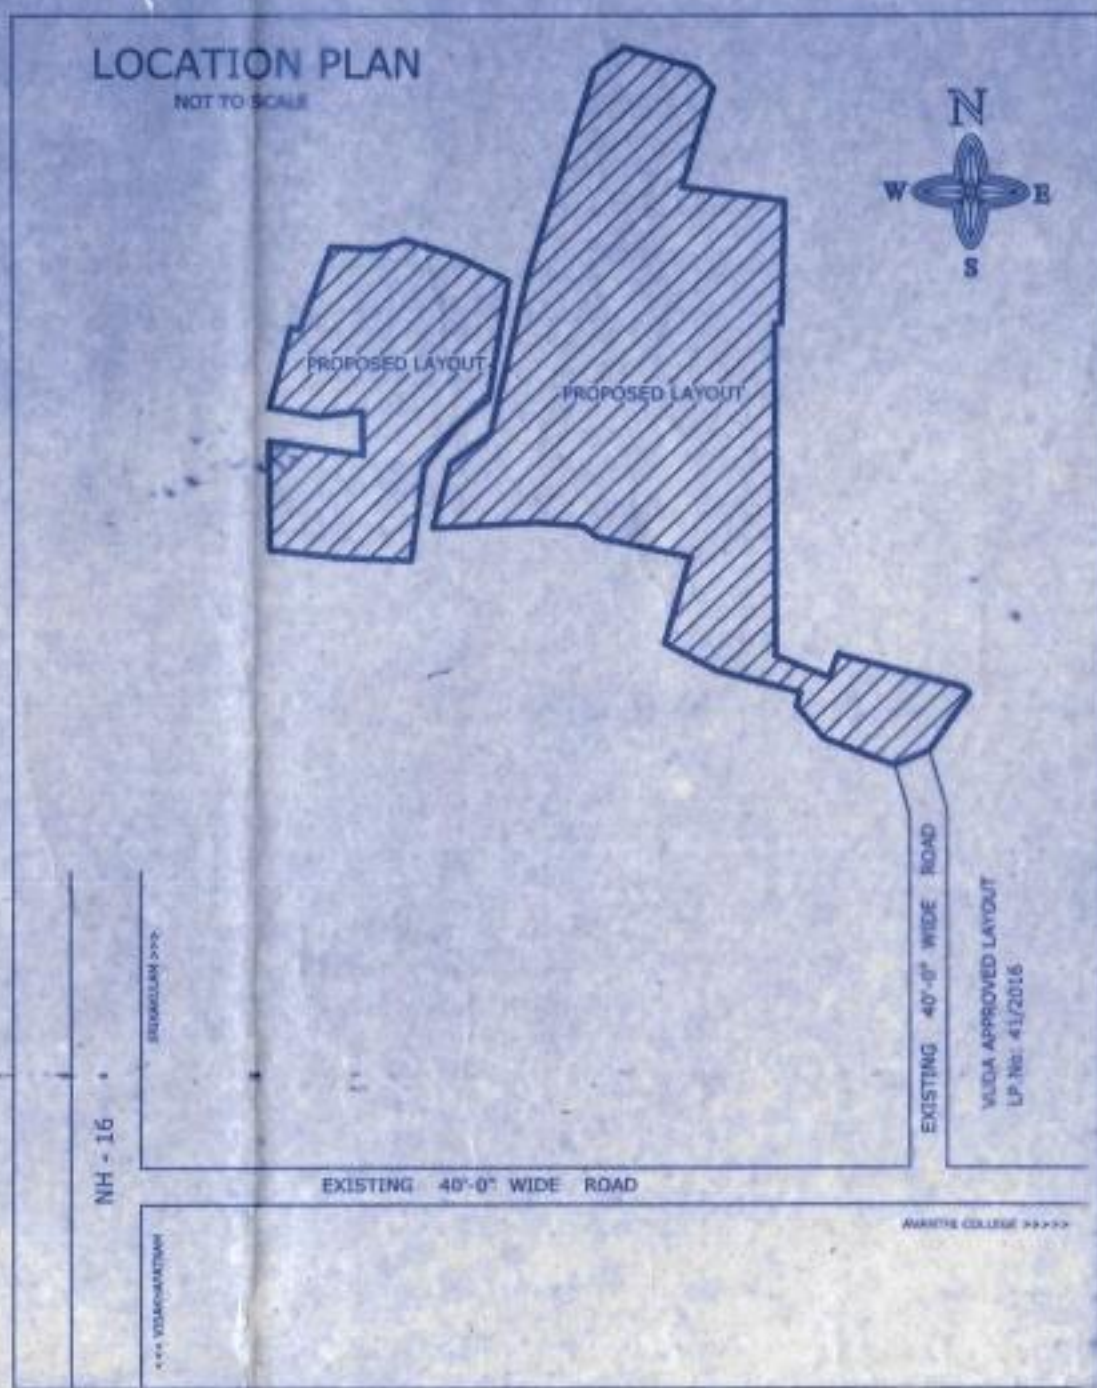 LOCATION PLAN
NOT TO SCALE
N
W E
S
PROPOSED LAYOUT
PROPOSED LAYOUT
SRIKAKULAM >>>
NH - 16
EXISTING 40'-0" WIDE ROAD
VUDA APPROVED LAYOUT
LP No: 41/2016
EXISTING 40'-0" WIDE ROAD
AVANTHI COLLEGE >>>>>
<<< VISAKHAPATNAM